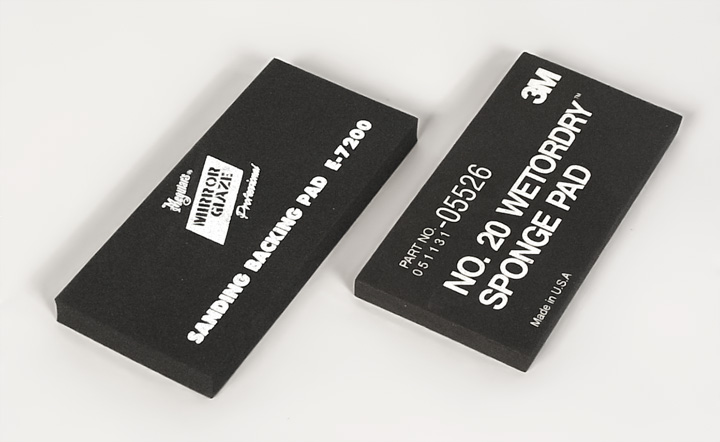 Meguiar's®
MIRROR
GLAZE
Professional
SANDING BACKING PAD E-7200
3M
PART NO.
051131-05526
NO. 20 WETORDRY™
SPONGE PAD
Made in U.S.A